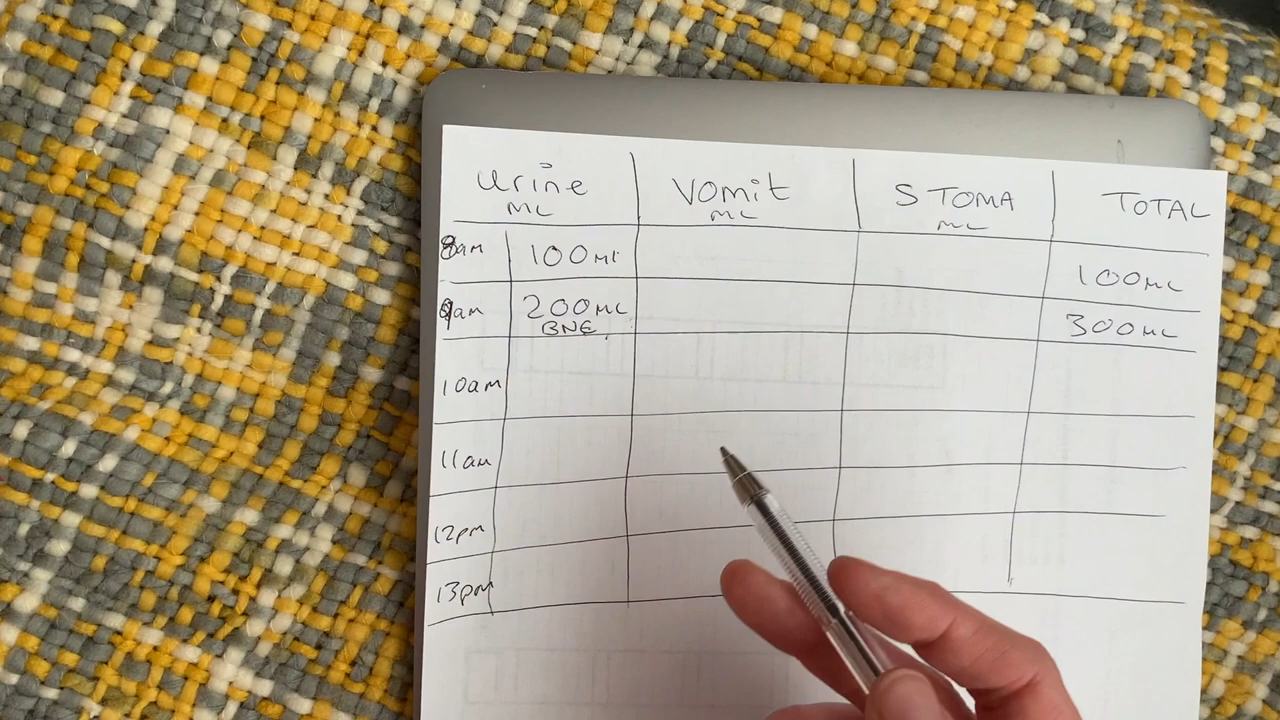 Urine VOMIT STOMA TOTAL
ML ML ML
8am 100ML 100ML
9am 200ML 300ML
BNE
10am
11am
12pm
13pm